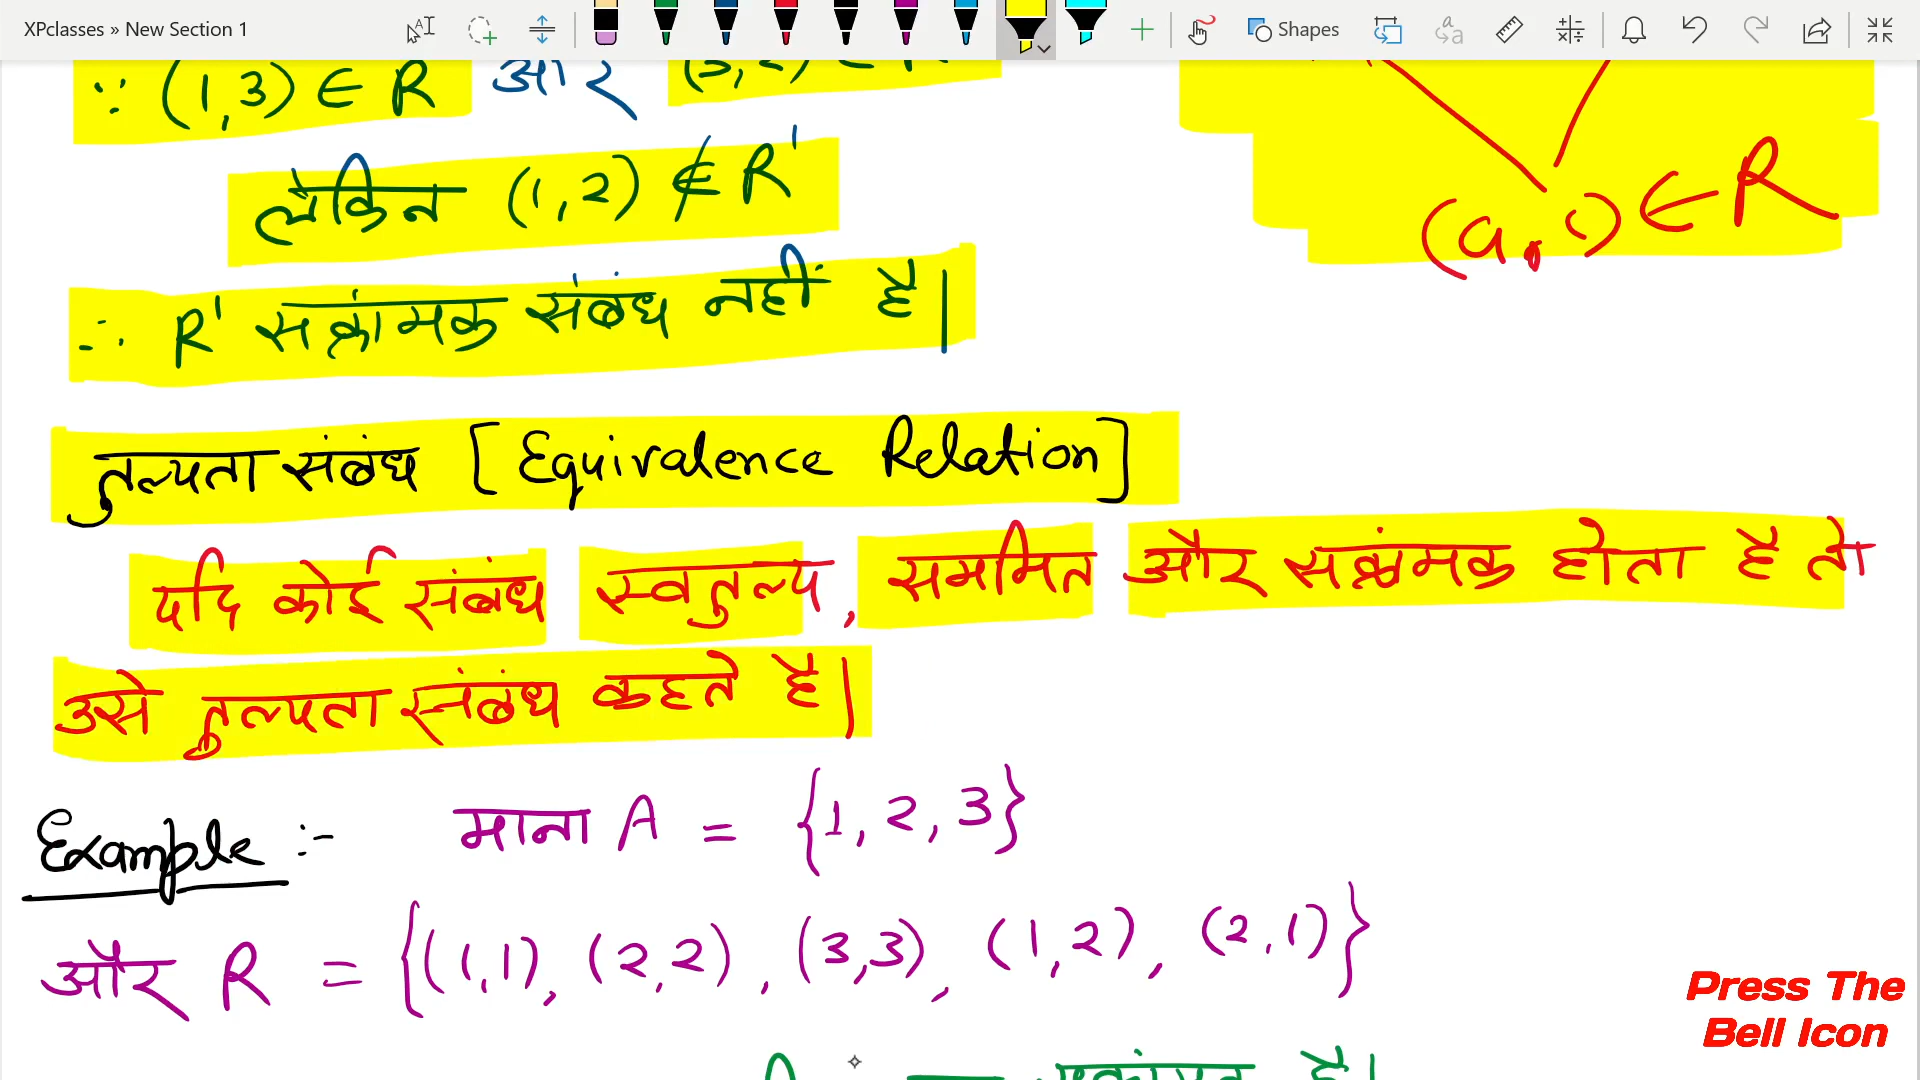 XPclasses » New Section 1
Shapes
∵ (1,3) ∈ R और
लेकिन (1,2) ∉ R'
∴ R' सक्रामक संबंध नहीं है|
(a, c) ∈ R
तुल्यता संबंध [Equivalence Relation]
यदि कोई संबंध स्वतुल्य, सममित और सक्रांमक होता है तो
उसे तुल्यता संबंध कहते है|
Example :- माना A = {1, 2, 3}
और R = {(1,1), (2,2), (3,3), (1,2), (2,1)}
Press The
Bell Icon